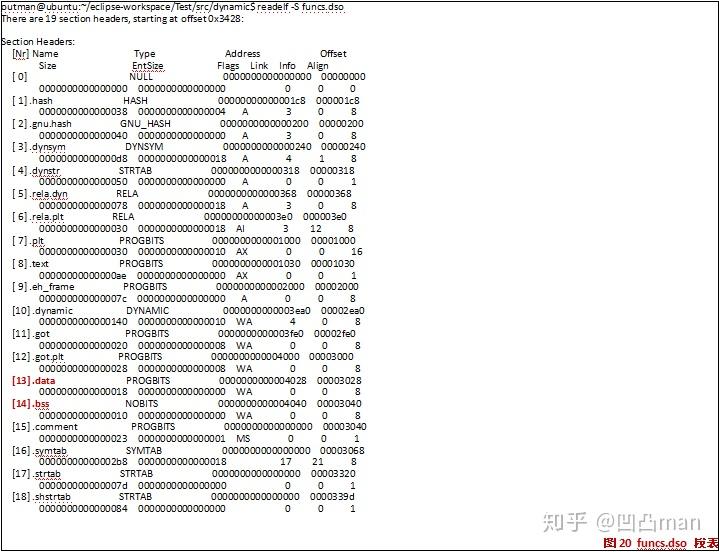 outman@ubuntu:~/eclipse-workspace/Test/src/dynamic$ readelf -S funcs.dso
There are 19 section headers, starting at offset 0x3428:
Section Headers:
[Nr] Name Type Address Offset
Size EntSize Flags Link Info Align
[ 0] NULL 0000000000000000 00000000
0000000000000000 0000000000000000 0 0 0
[ 1] .hash HASH 00000000000001c8 000001c8
0000000000000038 0000000000000004 A 3 0 8
[ 2] .gnu.hash GNU_HASH 0000000000000200 00000200
0000000000000040 0000000000000000 A 3 0 8
[ 3] .dynsym DYNSYM 0000000000000240 00000240
00000000000000d8 0000000000000018 A 4 1 8
[ 4] .dynstr STRTAB 0000000000000318 00000318
0000000000000050 0000000000000000 A 0 0 1
[ 5] .rela.dyn RELA 0000000000000368 00000368
0000000000000078 0000000000000018 A 3 0 8
[ 6] .rela.plt RELA 00000000000003e0 000003e0
0000000000000030 0000000000000018 AI 3 12 8
[ 7] .plt PROGBITS 0000000000001000 00001000
0000000000000030 0000000000000010 AX 0 0 16
[ 8] .text PROGBITS 0000000000001030 00001030
00000000000000ae 0000000000000000 AX 0 0 1
[ 9] .eh_frame PROGBITS 0000000000002000 00002000
000000000000007c 0000000000000000 A 0 0 8
[10] .dynamic DYNAMIC 0000000000003ea0 00002ea0
0000000000000140 0000000000000010 WA 4 0 8
[11] .got PROGBITS 0000000000003fe0 00002fe0
0000000000000020 0000000000000008 WA 0 0 8
[12] .got.plt PROGBITS 0000000000004000 00003000
0000000000000028 0000000000000008 WA 0 0 8
[13] .data PROGBITS 0000000000004028 00003028
0000000000000018 0000000000000000 WA 0 0 8
[14] .bss NOBITS 0000000000004040 00003040
0000000000000010 0000000000000000 WA 0 0 8
[15] .comment PROGBITS 0000000000000000 00003040
0000000000000023 0000000000000001 MS 0 0 1
[16] .symtab SYMTAB 0000000000000000 00003068
00000000000002b8 0000000000000018 17 21 8
[17] .strtab STRTAB 0000000000000000 00003320
000000000000007d 0000000000000000 0 0 1
[18] .shstrtab STRTAB 0000000000000000 0000339d
0000000000000084 0000000000000000 0 0 1
知乎 @凹凸man
图 20 funcs.dso 段表